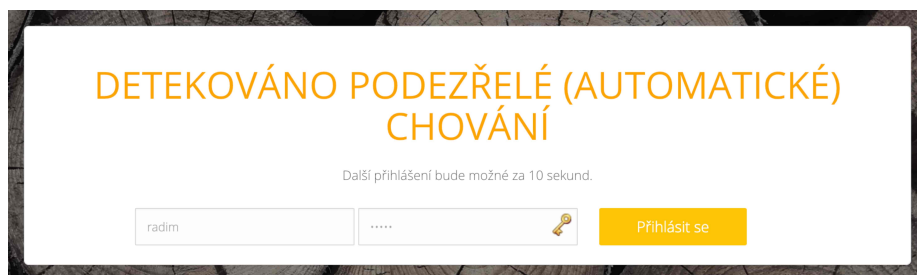 DETEKOVÁNO PODEZŘELÉ (AUTOMATICKÉ)
CHOVÁNÍ
Další přihlášení bude možné za 10 sekund.
radim
·····
Přihlásit se